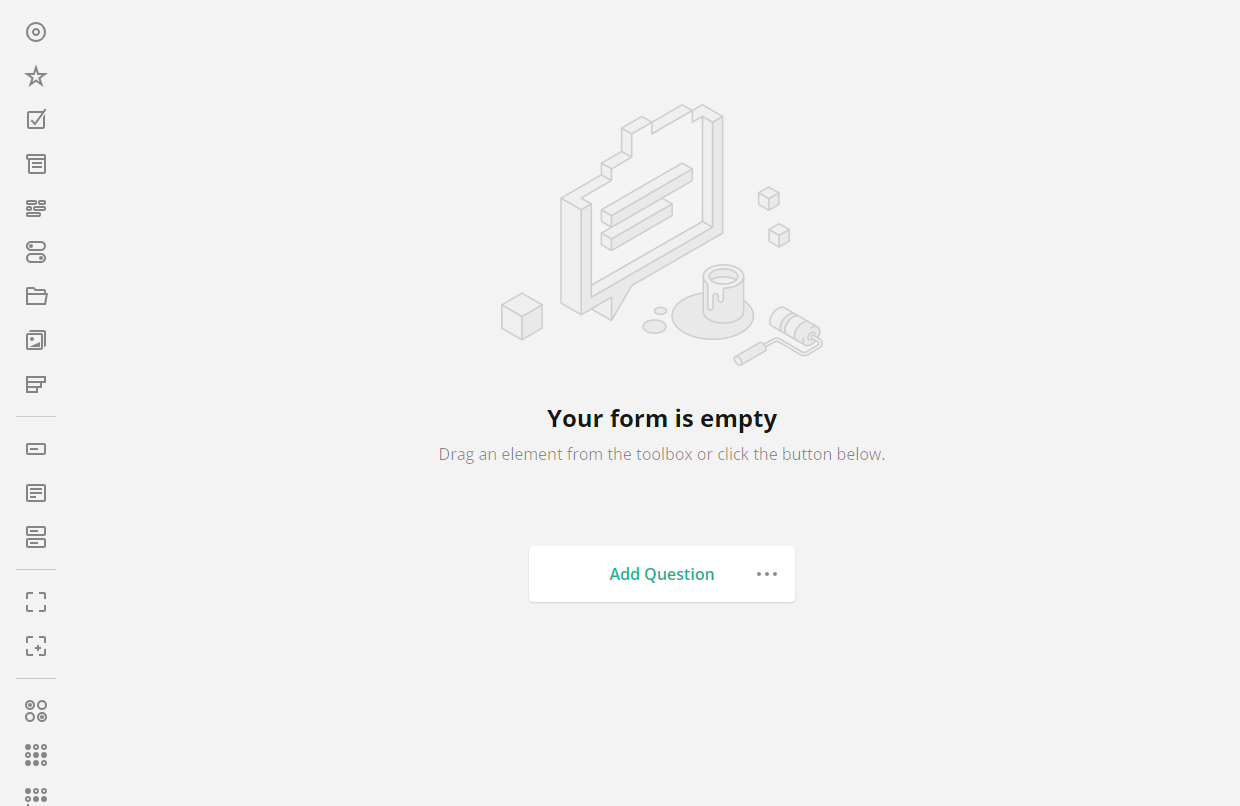 Your form is empty
Drag an element from the toolbox or click the button below.
Add Question